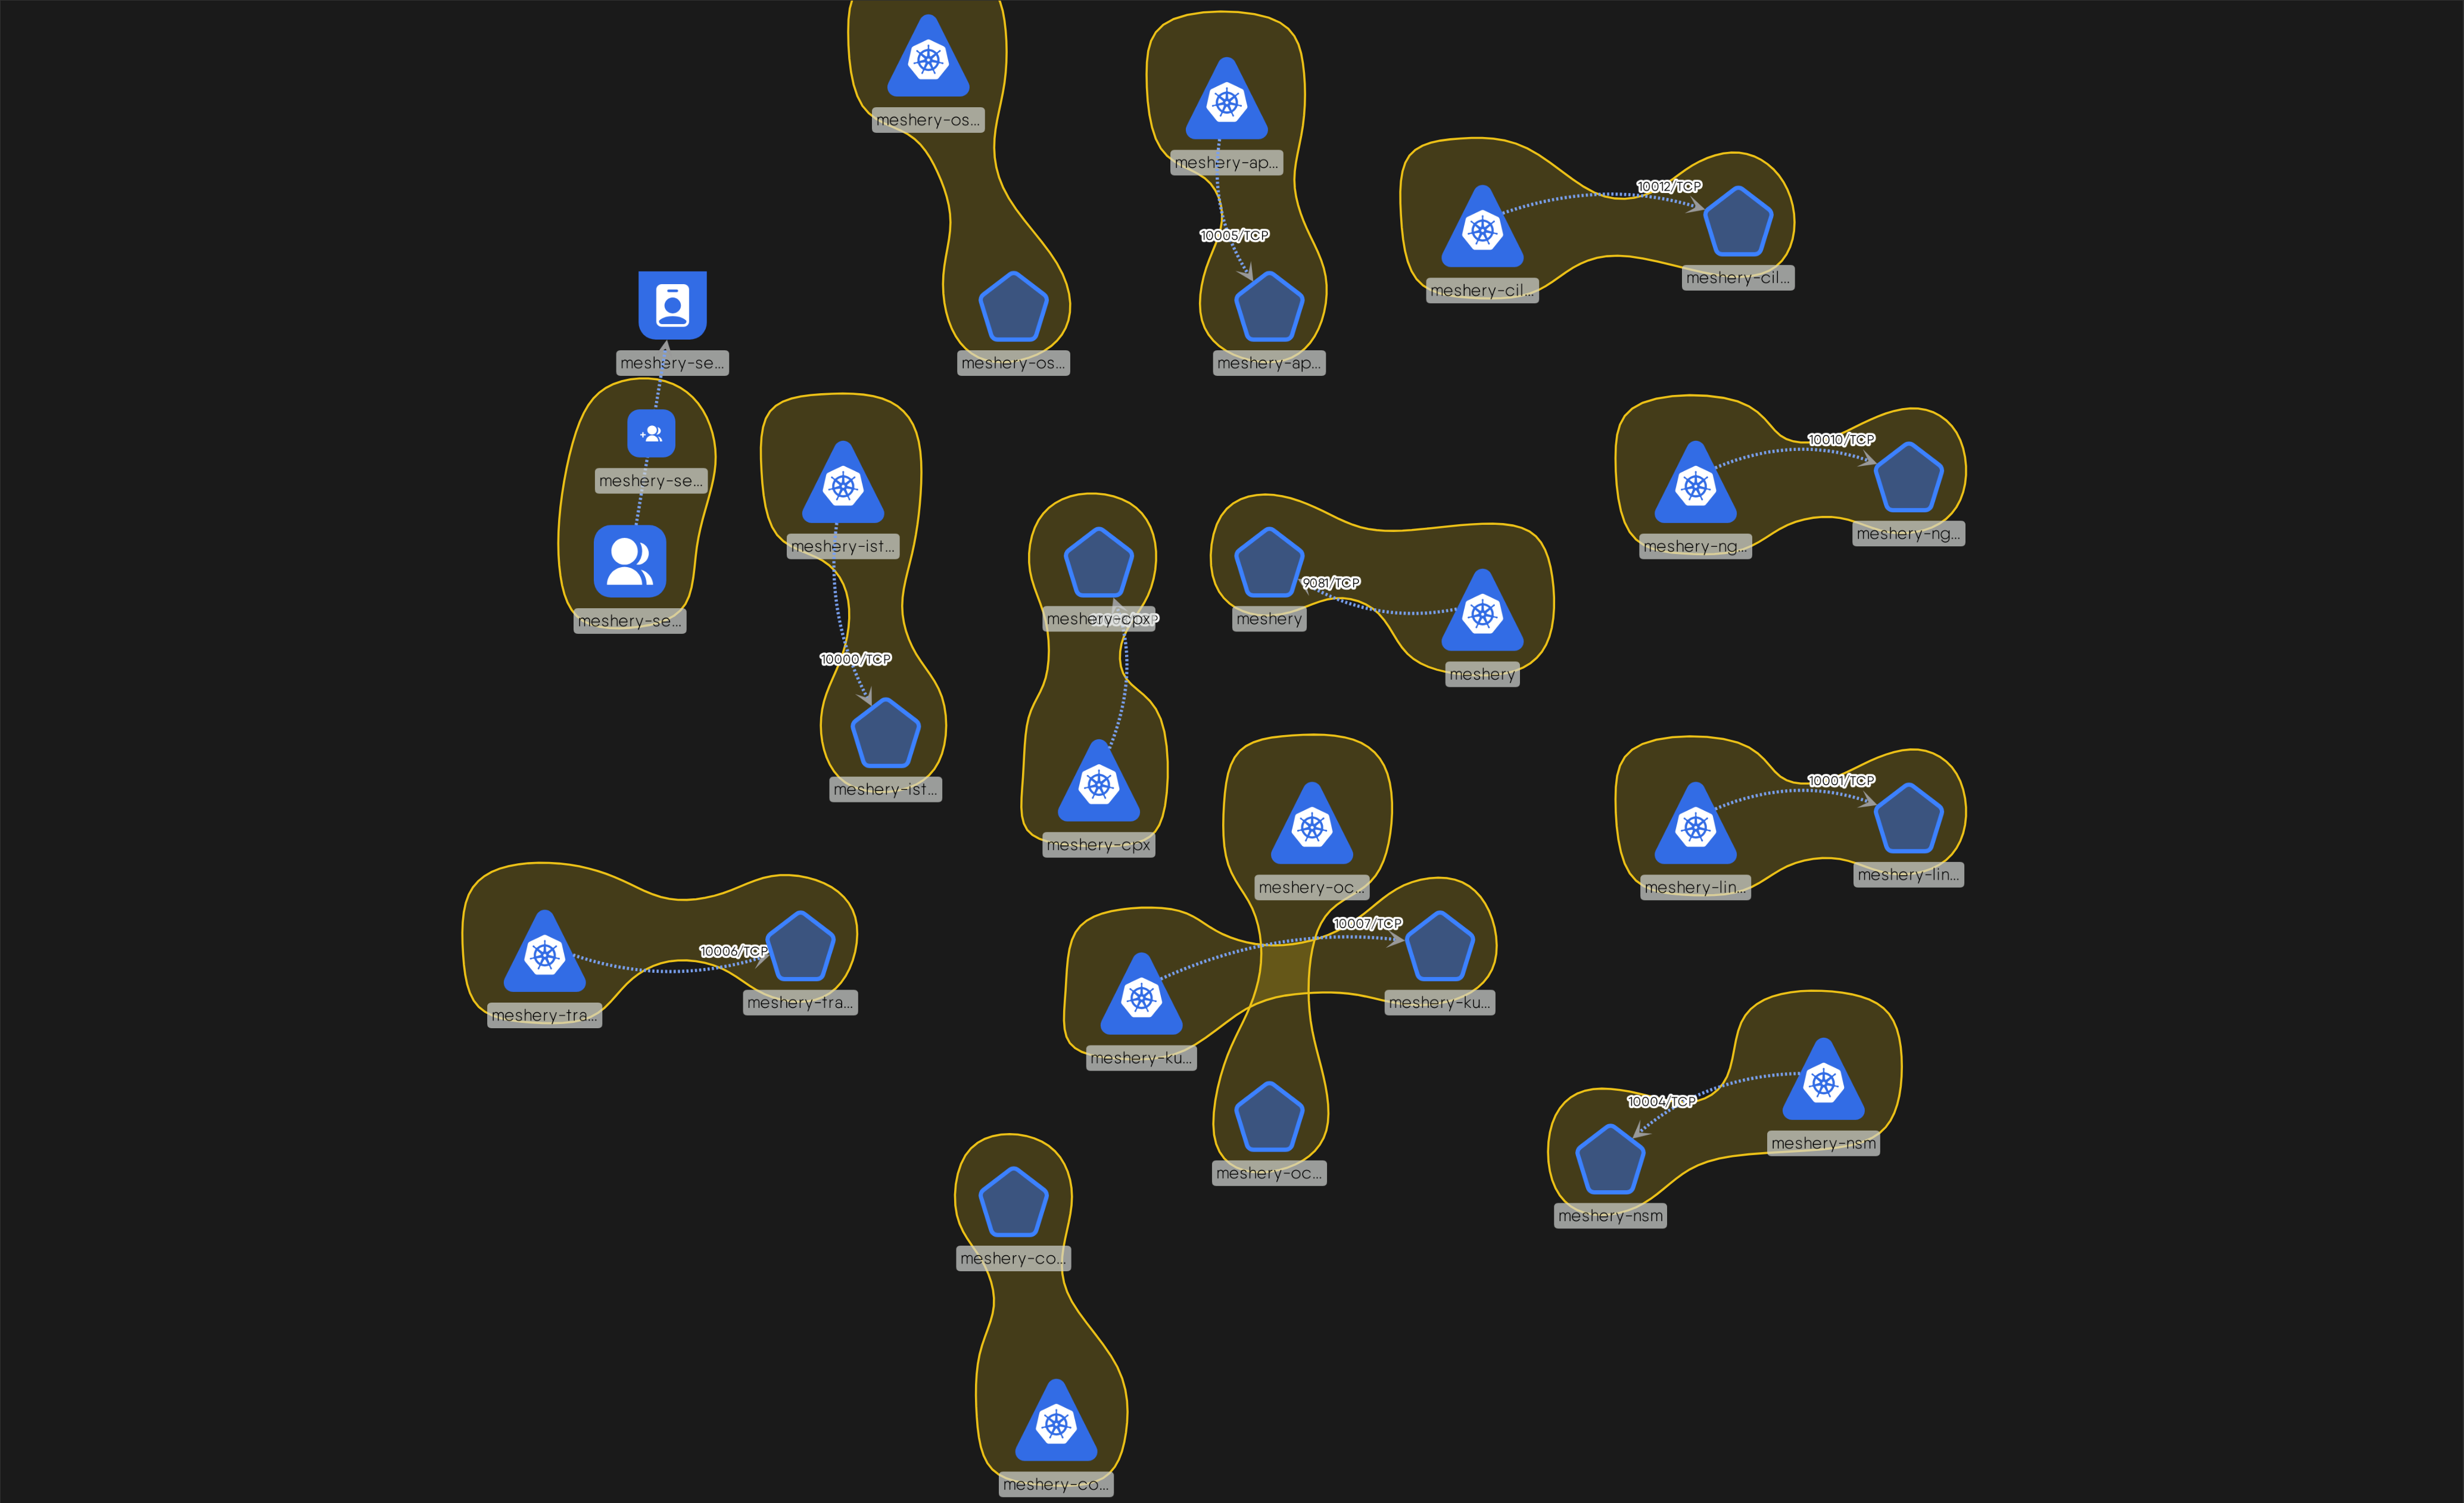 meshery-os...
meshery-ap...
10005/TCP
meshery-os...
meshery-ap...
10012/TCP
meshery-cil...
meshery-cil...
meshery-se...
meshery-se...
meshery-se...
meshery-ist...
10000/TCP
meshery-ist...
meshery-cpx
meshery-cpx
9081/TCP
meshery
meshery
10010/TCP
meshery-ng...
meshery-ng...
10001/TCP
meshery-lin...
meshery-lin...
10006/TCP
meshery-tra...
meshery-tra...
meshery-oc...
10007/TCP
meshery-ku...
meshery-ku...
meshery-oc...
10004/TCP
meshery-nsm
meshery-nsm
meshery-co...
meshery-co...